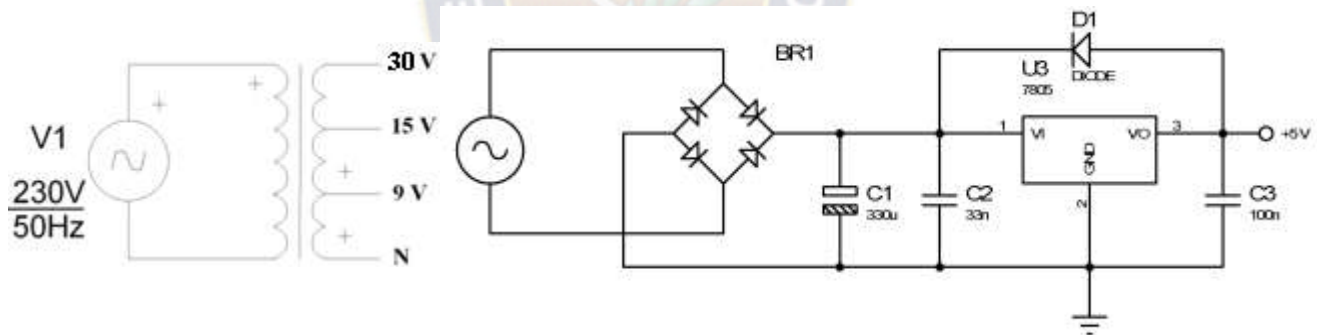 V1
230V
50Hz
30 V
15 V
9 V
N
BR1
D1
DIODE
U3
7805
1
VI
VO
3
GND
2
+5V
C1
330u
C2
33n
C3
100n